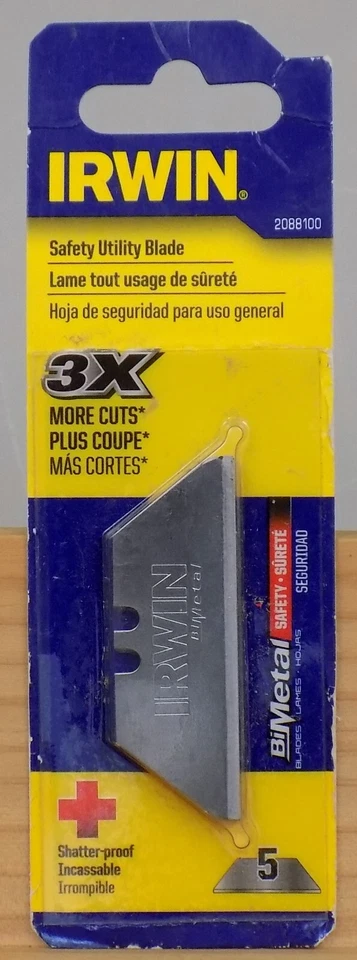 IRWIN®
2088100
Safety Utility Blade
Lame tout usage de sûreté
Hoja de seguridad para uso general
3X
MORE CUTS*
PLUS COUPE*
MÁS CORTES*
IRWIN
BiMetal
BiMetal
SAFETY • SÛRETÉ
SEGURIDAD
BLADES • LAMES • HOJAS
Shatter-proof
Incassable
Irrompible
5